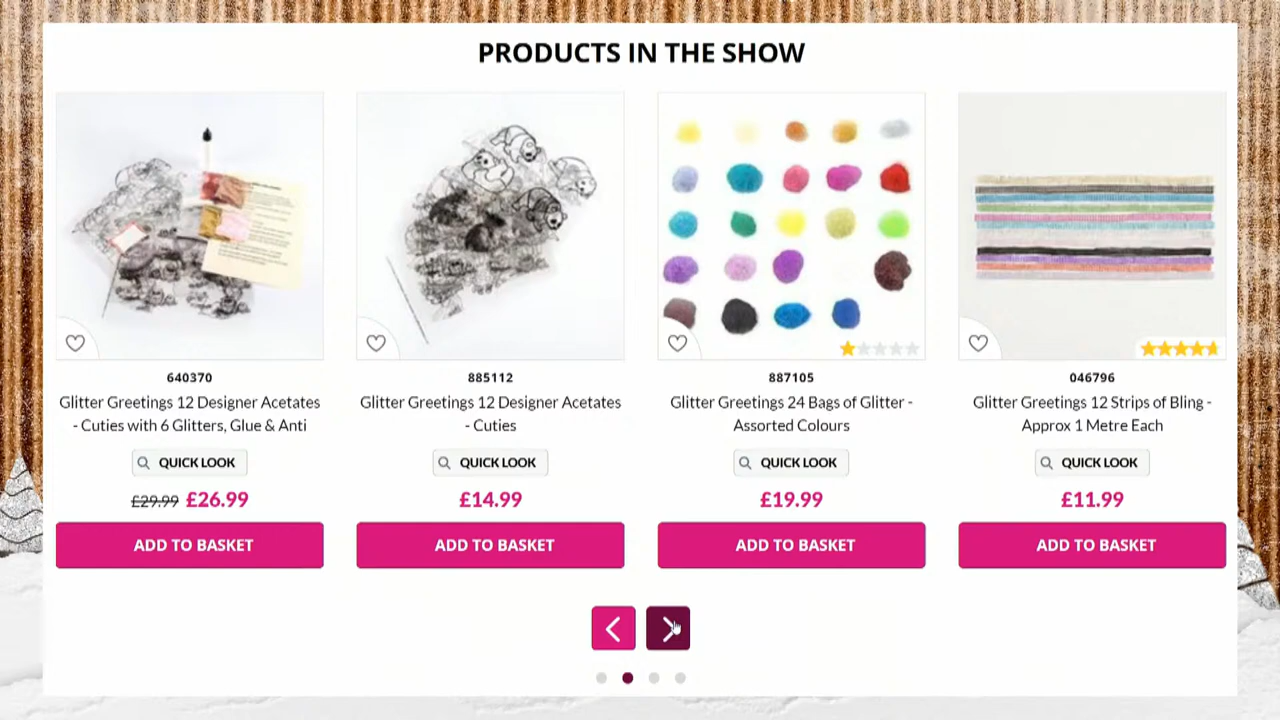 PRODUCTS IN THE SHOW
640370
Glitter Greetings 12 Designer Acetates
- Cuties with 6 Glitters, Glue & Anti
QUICK LOOK
£29.99 £26.99
ADD TO BASKET
885112
Glitter Greetings 12 Designer Acetates
- Cuties
QUICK LOOK
£14.99
ADD TO BASKET
887105
Glitter Greetings 24 Bags of Glitter -
Assorted Colours
QUICK LOOK
£19.99
ADD TO BASKET
046796
Glitter Greetings 12 Strips of Bling -
Approx 1 Metre Each
QUICK LOOK
£11.99
ADD TO BASKET